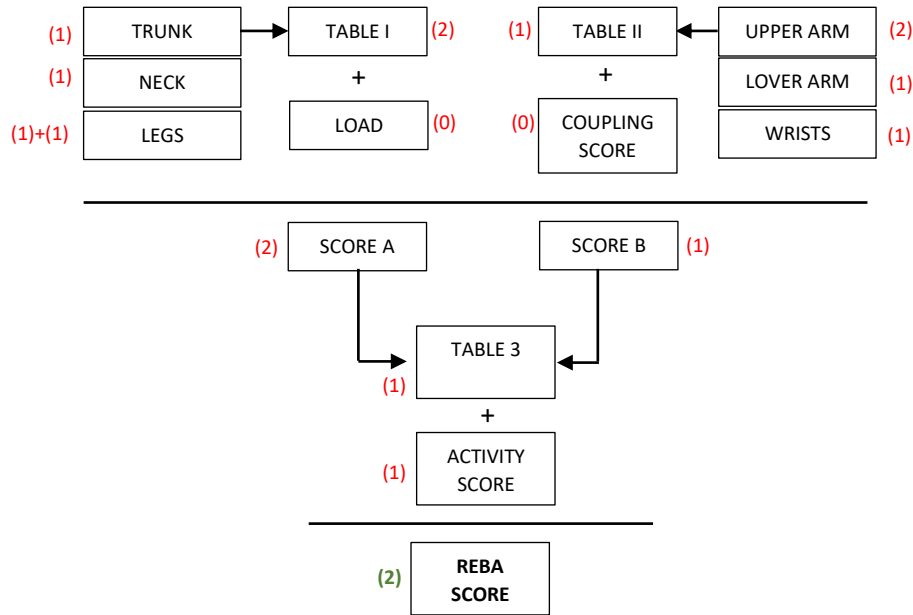 (1) TRUNK TABLE I (2) (1) TABLE II UPPER ARM (2)
(1) NECK + + LOVER ARM (1)
(1)+(1) LEGS LOAD (0) (0) COUPLING SCORE WRISTS (1)
(2) SCORE A SCORE B (1)
TABLE 3
(1)
+
(1) ACTIVITY
SCORE
(2) REBA
SCORE